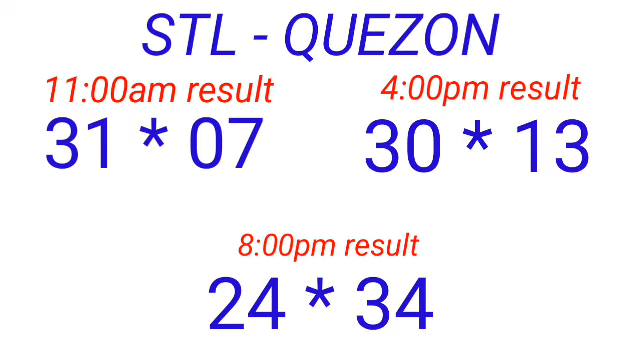 STL - QUEZON
11:00am result
31 * 07
4:00pm result
30 * 13
8:00pm result
24 * 34